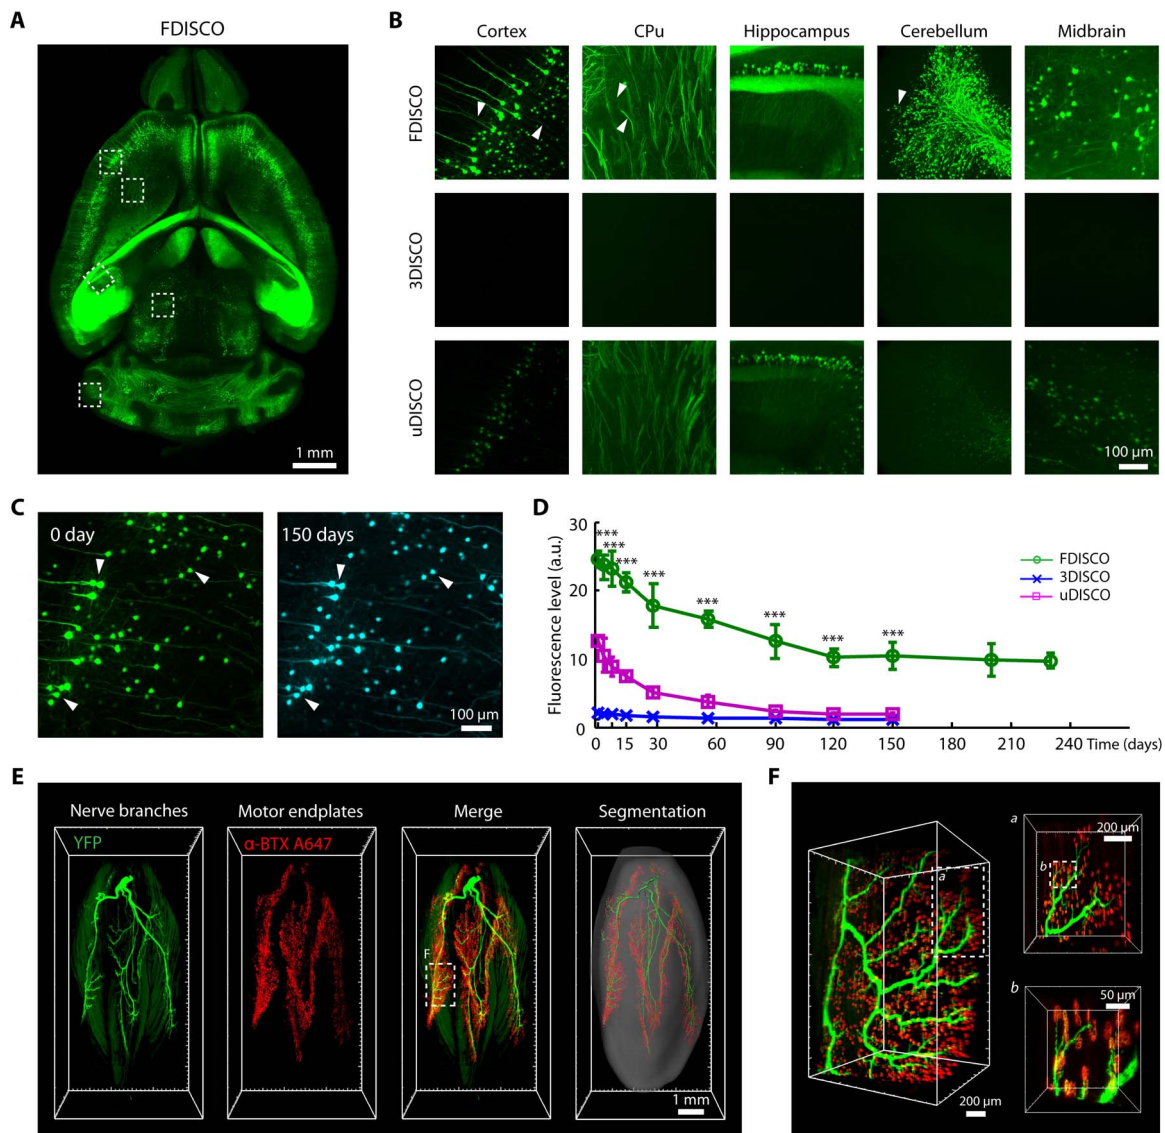 A
FDISCO
1 mm
B
Cortex CPu Hippocampus Cerebellum Midbrain
FDISCO
3DISCO
uDISCO
100 µm
C
0 day
150 days
100 µm
D
Fluorescence level (a.u.)
30
20
10
0
***
***
***
***
***
***
***
***
0 15 30 60 90 120 150 180 210 240 Time (days)
FDISCO
3DISCO
uDISCO
E
Nerve branches Motor endplates Merge Segmentation
YFP
α-BTX A647
F
1 mm
F
a
200 µm
a
200 µm
b
b
50 µm